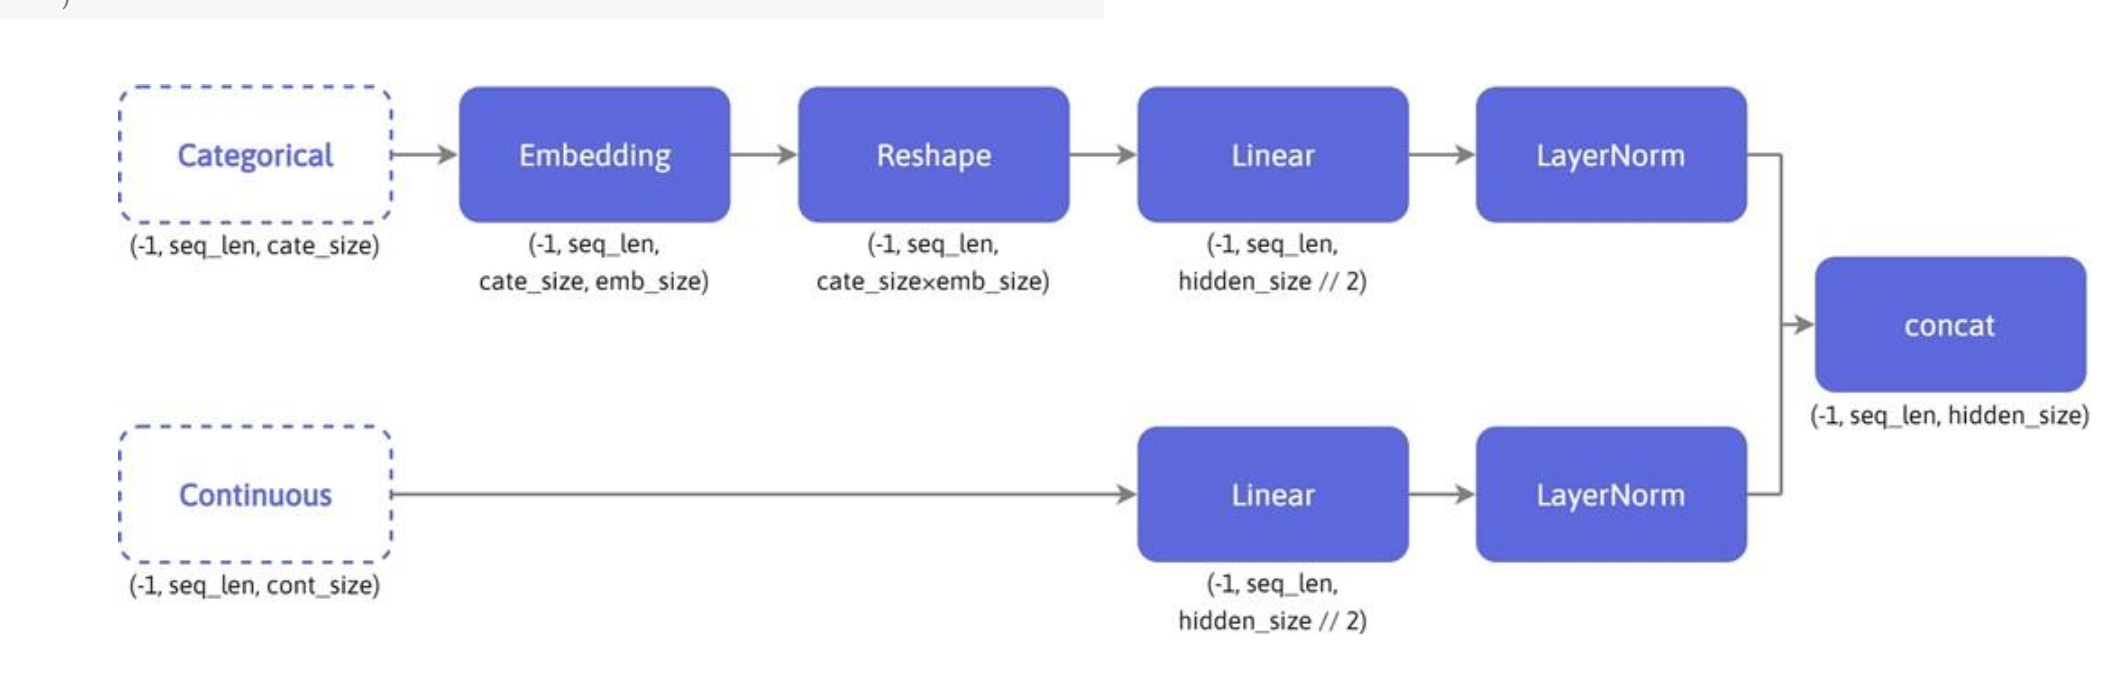 )
Categorical
(-1, seq_len, cate_size)
Embedding
(-1, seq_len,
cate_size, emb_size)
Reshape
(-1, seq_len,
cate_size×emb_size)
Linear
(-1, seq_len,
hidden_size // 2)
LayerNorm
concat
(-1, seq_len, hidden_size)
Continuous
(-1, seq_len, cont_size)
Linear
(-1, seq_len,
hidden_size // 2)
LayerNorm